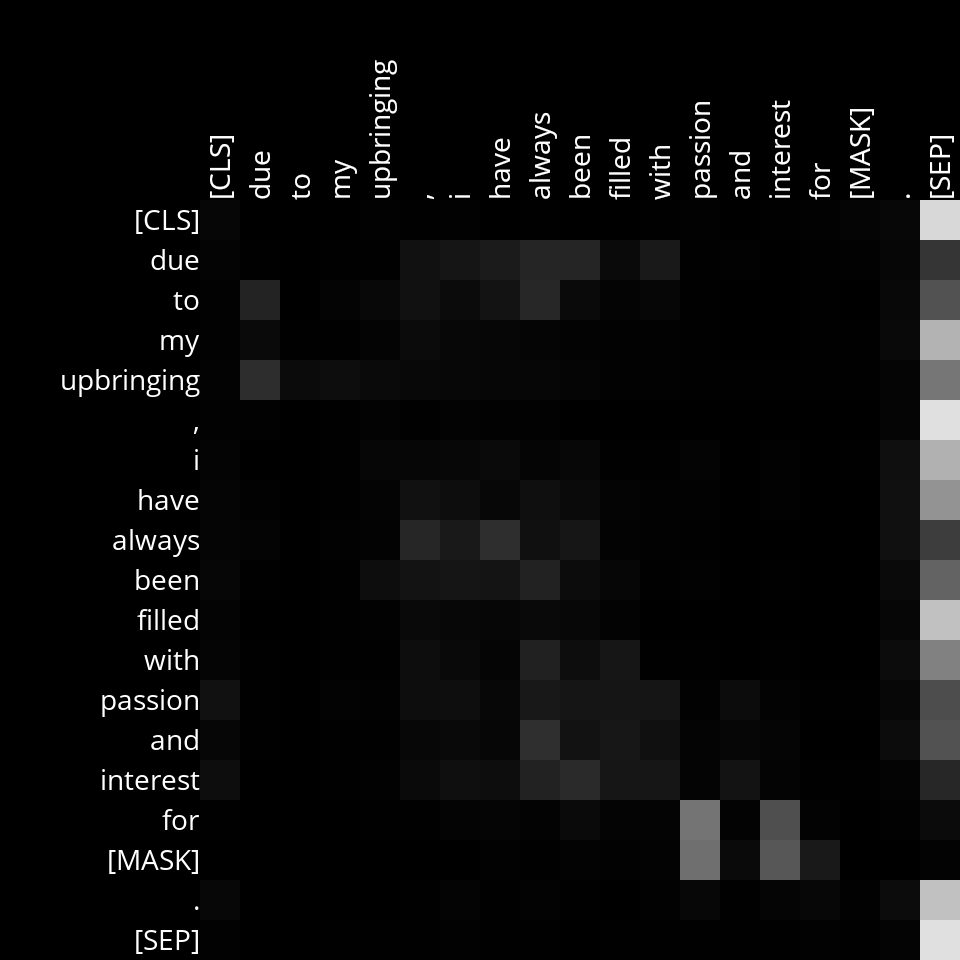 [CLS] due to my upbringing , i have always been filled with passion and interest for [MASK] . [SEP]
[CLS]
due
to
my
upbringing
,
i
have
always
been
filled
with
passion
and
interest
for
[MASK]
.
[SEP]